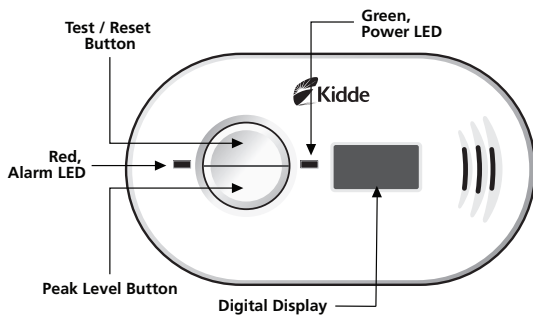 Test / Reset
Button
Green,
Power LED
Kidde
Red,
Alarm LED
Peak Level Button
Digital Display